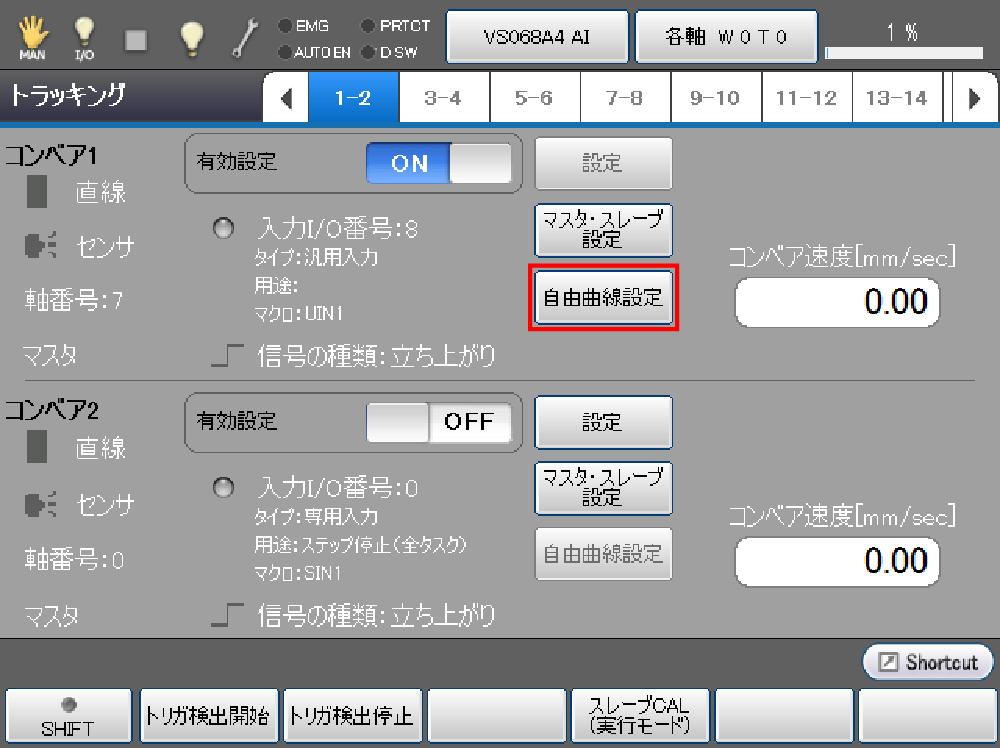 MAN
I/O
EMG
PRTCT
AUTO EN
D SW
VS068A4 A1
各軸 W0T0
1 %
トラッキング
1-2
3-4
5-6
7-8
9-10
11-12
13-14
コンベア1
有効設定
ON
設定
直線
マスタ・スレーブ
設定
入力I/O番号:8
センサ
タイプ:汎用入力
コンベア速度[mm/sec]
用途:
自由曲線設定
軸番号:7
0.00
マクロ:UIN1
マスタ
信号の種類:立ち上がり
コンベア2
有効設定
OFF
設定
直線
マスタ・スレーブ
設定
入力I/O番号:0
センサ
タイプ:専用入力
コンベア速度[mm/sec]
用途:ステップ停止(全タスク)
自由曲線設定
軸番号:0
0.00
マクロ:SIN1
マスタ
信号の種類:立ち上がり
Shortcut
SHIFT
トリガ検出開始
トリガ検出停止
スレーブCAL
(実行モード)